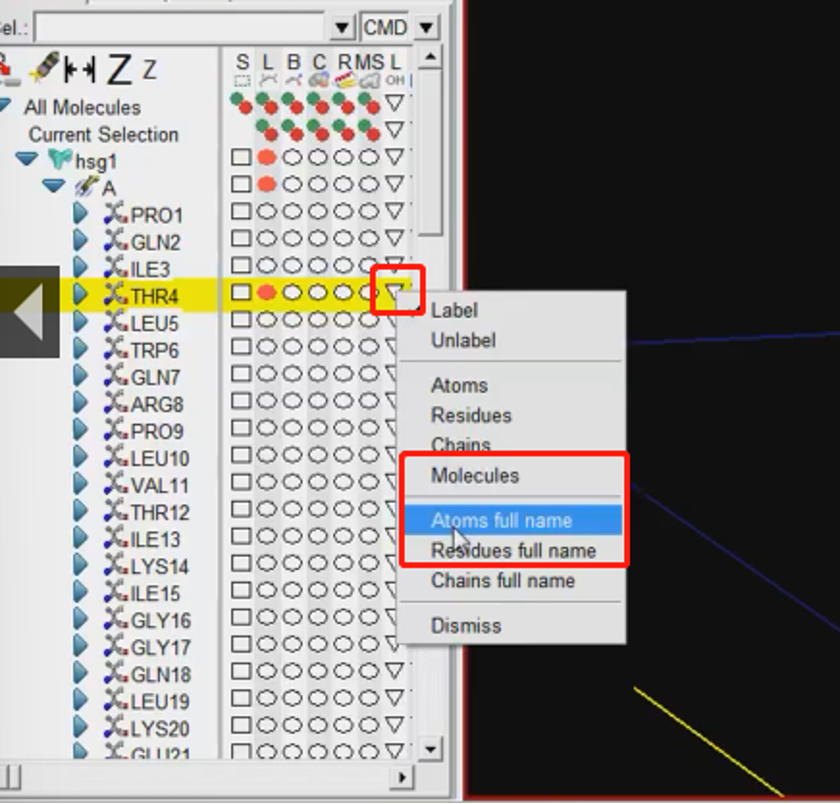 el.: CMD
Z Z
S L B C R MS L
OH
All Molecules
Current Selection
hsg1
A
PRO1
GLN2
ILE3
THR4
LEU5
TRP6
GLN7
ARG8
PRO9
LEU10
VAL11
THR12
ILE13
LYS14
ILE15
GLY16
GLY17
GLN18
LEU19
LYS20
GLU21
Label
Unlabel
Atoms
Residues
Chains
Molecules
Atoms full name
Residues full name
Chains full name
Dismiss